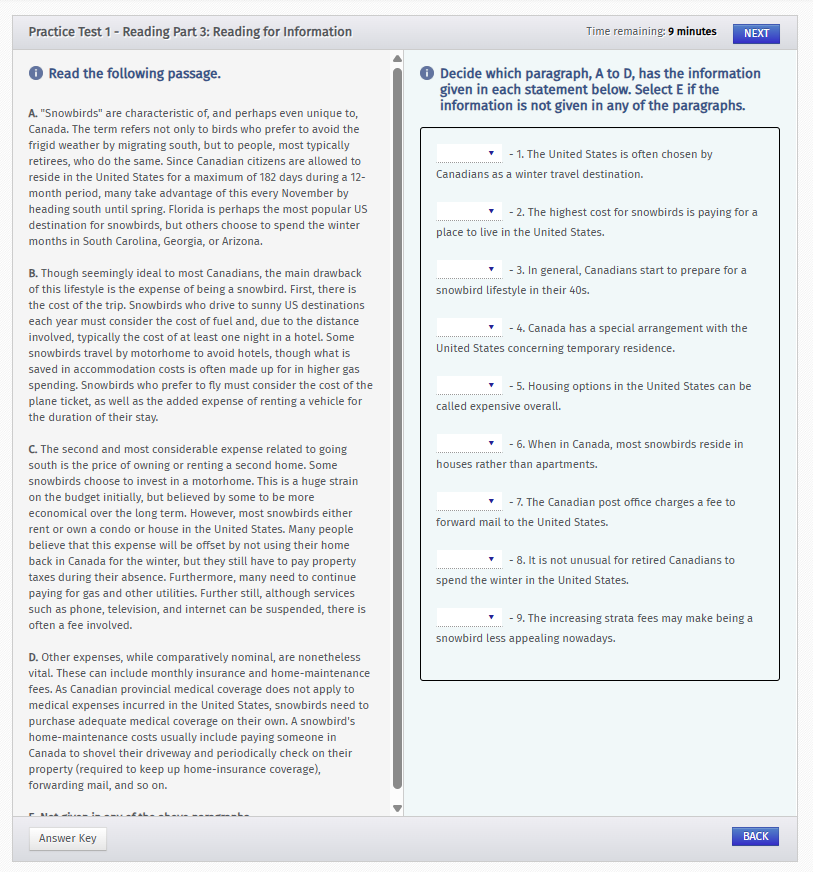 Practice Test 1 - Reading Part 3: Reading for Information
Time remaining: 9 minutes
NEXT
Read the following passage.
A. "Snowbirds" are characteristic of, and perhaps even unique to,
Canada. The term refers not only to birds who prefer to avoid the
frigid weather by migrating south, but to people, most typically
retirees, who do the same. Since Canadian citizens are allowed to
reside in the United States for a maximum of 182 days during a 12-
month period, many take advantage of this every November by
heading south until spring. Florida is perhaps the most popular US
destination for snowbirds, but others choose to spend the winter
months in South Carolina, Georgia, or Arizona.
B. Though seemingly ideal to most Canadians, the main drawback
of this lifestyle is the expense of being a snowbird. First, there is
the cost of the trip. Snowbirds who drive to sunny US destinations
each year must consider the cost of fuel and, due to the distance
involved, typically the cost of at least one night in a hotel. Some
snowbirds travel by motorhome to avoid hotels, though what is
saved in accommodation costs is often made up for in higher gas
spending. Snowbirds who prefer to fly must consider the cost of the
plane ticket, as well as the added expense of renting a vehicle for
the duration of their stay.
C. The second and most considerable expense related to going
south is the price of owning or renting a second home. Some
snowbirds choose to invest in a motorhome. This is a huge strain
on the budget initially, but believed by some to be more
economical over the long term. However, most snowbirds either
rent or own a condo or house in the United States. Many people
believe that this expense will be offset by not using their home
back in Canada for the winter, but they still have to pay property
taxes during their absence. Furthermore, many need to continue
paying for gas and other utilities. Further still, although services
such as phone, television, and internet can be suspended, there is
often a fee involved.
D. Other expenses, while comparatively nominal, are nonetheless
vital. These can include monthly insurance and home-maintenance
fees. As Canadian provincial medical coverage does not apply to
medical expenses incurred in the United States, snowbirds need to
purchase adequate medical coverage on their own. A snowbird's
home-maintenance costs usually include paying someone in
Canada to shovel their driveway and periodically check on their
property (required to keep up home-insurance coverage),
forwarding mail, and so on.
E. Not given in any of the above paragraphs.
Decide which paragraph, A to D, has the information
given in each statement below. Select E if the
information is not given in any of the paragraphs.
- 1. The United States is often chosen by
Canadians as a winter travel destination.
- 2. The highest cost for snowbirds is paying for a
place to live in the United States.
- 3. In general, Canadians start to prepare for a
snowbird lifestyle in their 40s.
- 4. Canada has a special arrangement with the
United States concerning temporary residence.
- 5. Housing options in the United States can be
called expensive overall.
- 6. When in Canada, most snowbirds reside in
houses rather than apartments.
- 7. The Canadian post office charges a fee to
forward mail to the United States.
- 8. It is not unusual for retired Canadians to
spend the winter in the United States.
- 9. The increasing strata fees may make being a
snowbird less appealing nowadays.
Answer Key
BACK